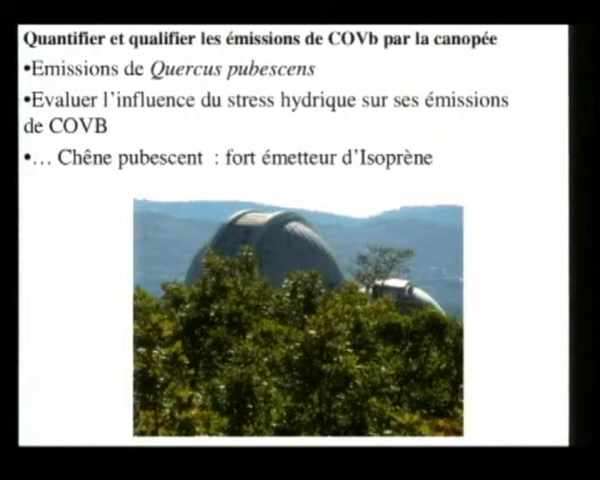 Quantifier et qualifier les émissions de COVb par la canopée
•Emissions de Quercus pubescens
•Evaluer l'influence du stress hydrique sur ses émissions
de COVB
•… Chêne pubescent : fort émetteur d'Isoprène